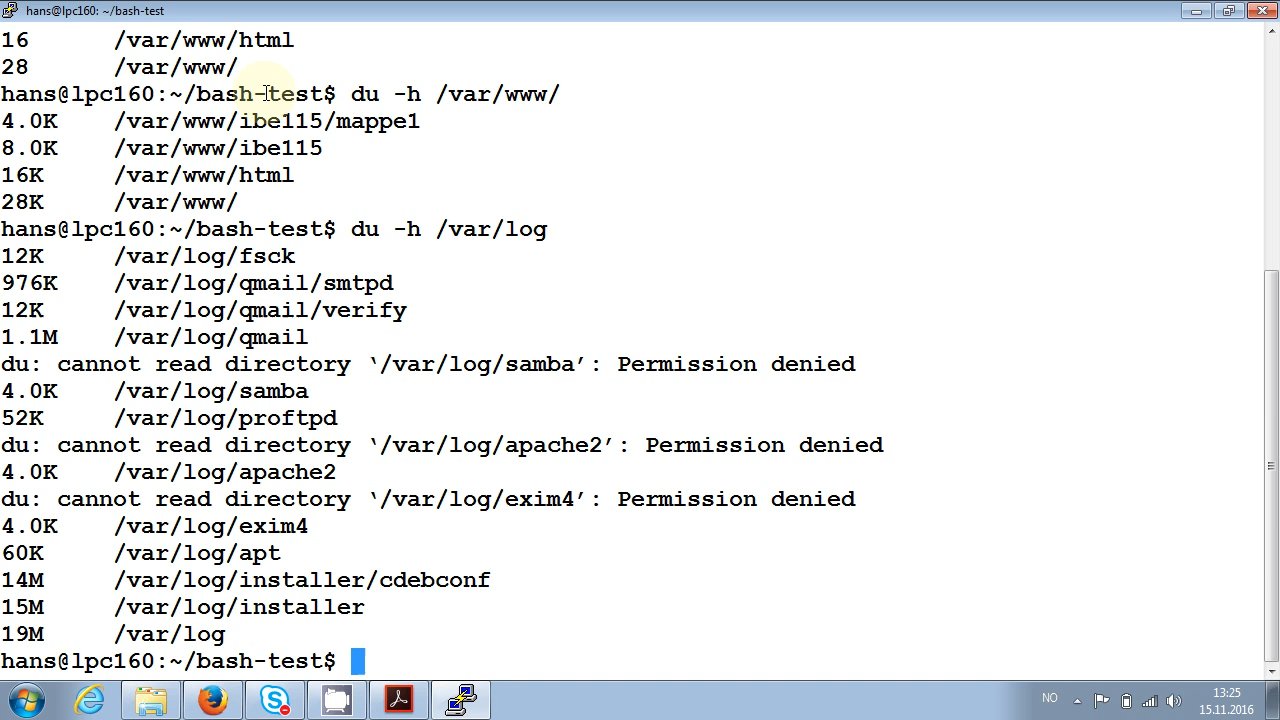 hans@lpc160: ~/bash-test
16 /var/www/html
28 /var/www/
hans@lpc160:~/bash-test$ du -h /var/www/
4.0K /var/www/ibe115/mappe1
8.0K /var/www/ibe115
16K /var/www/html
28K /var/www/
hans@lpc160:~/bash-test$ du -h /var/log
12K /var/log/fsck
976K /var/log/qmail/smtpd
12K /var/log/qmail/verify
1.1M /var/log/qmail
du: cannot read directory ‘/var/log/samba’: Permission denied
4.0K /var/log/samba
52K /var/log/proftpd
du: cannot read directory ‘/var/log/apache2’: Permission denied
4.0K /var/log/apache2
du: cannot read directory ‘/var/log/exim4’: Permission denied
4.0K /var/log/exim4
60K /var/log/apt
14M /var/log/installer/cdebconf
15M /var/log/installer
19M /var/log
hans@lpc160:~/bash-test$
NO
13:25
15.11.2016